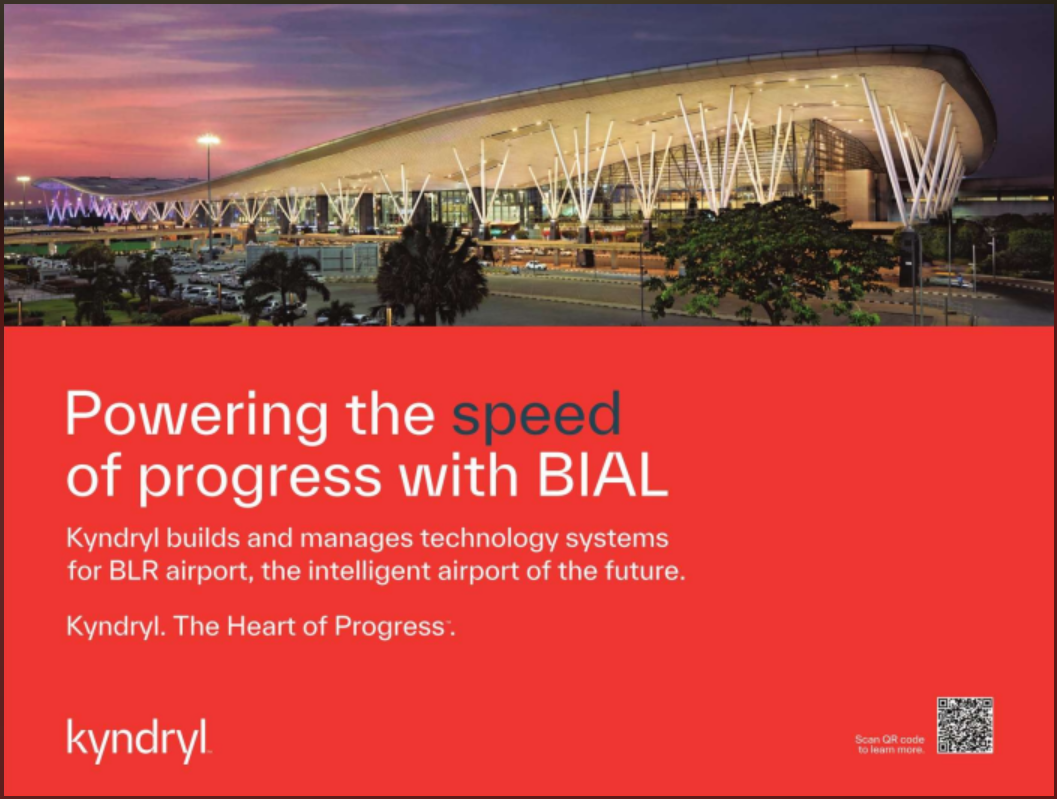 Powering the speed
of progress with BIAL
Kyndryl builds and manages technology systems
for BLR airport, the intelligent airport of the future.
Kyndryl. The Heart of Progress™.
kyndryl
Scan QR code
to learn more.